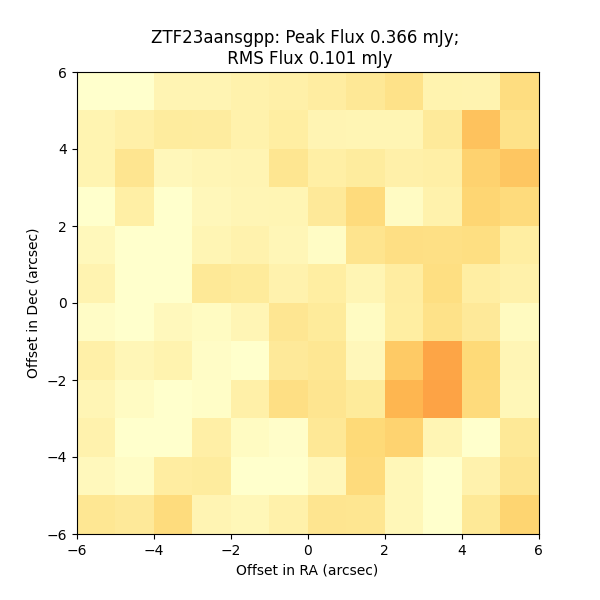 ZTF23aansgpp: Peak Flux 0.366 mJy;
RMS Flux 0.101 mJy
6
4
2
0
−2
−4
−6
Offset in Dec (arcsec)
−6 −4 −2 0 2 4 6
Offset in RA (arcsec)